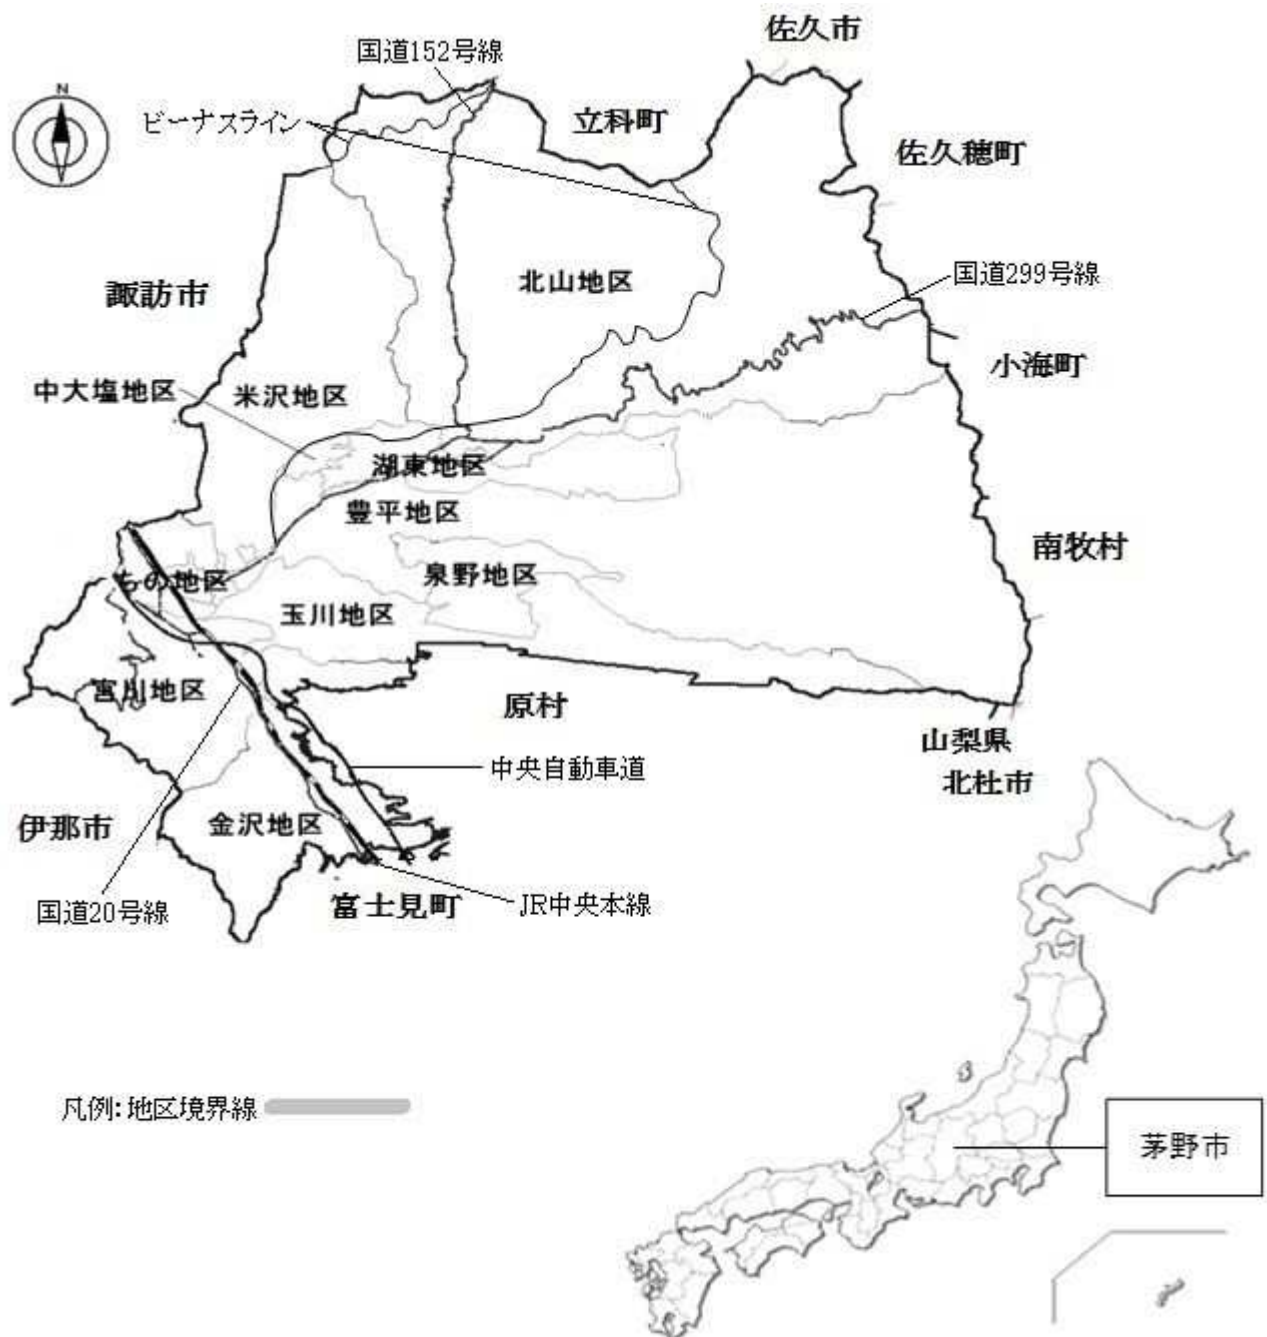 佐久市
国道152号線
N
ビーナスライン
立科町
佐久穂町
国道299号線
北山地区
諏訪市
小海町
中大塩地区
米沢地区
湖東地区
豊平地区
南牧村
ちの地区
泉野地区
玉川地区
宮川地区
原村
山梨県
北杜市
中央自動車道
伊那市
金沢地区
国道20号線
富士見町
JR中央本線
凡例:地区境界線
茅野市